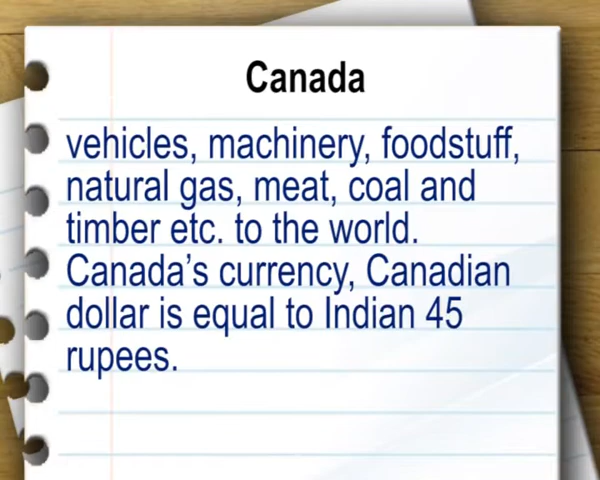 Canada
vehicles, machinery, foodstuff,
natural gas, meat, coal and
timber etc. to the world.
Canada's currency, Canadian
dollar is equal to Indian 45
rupees.